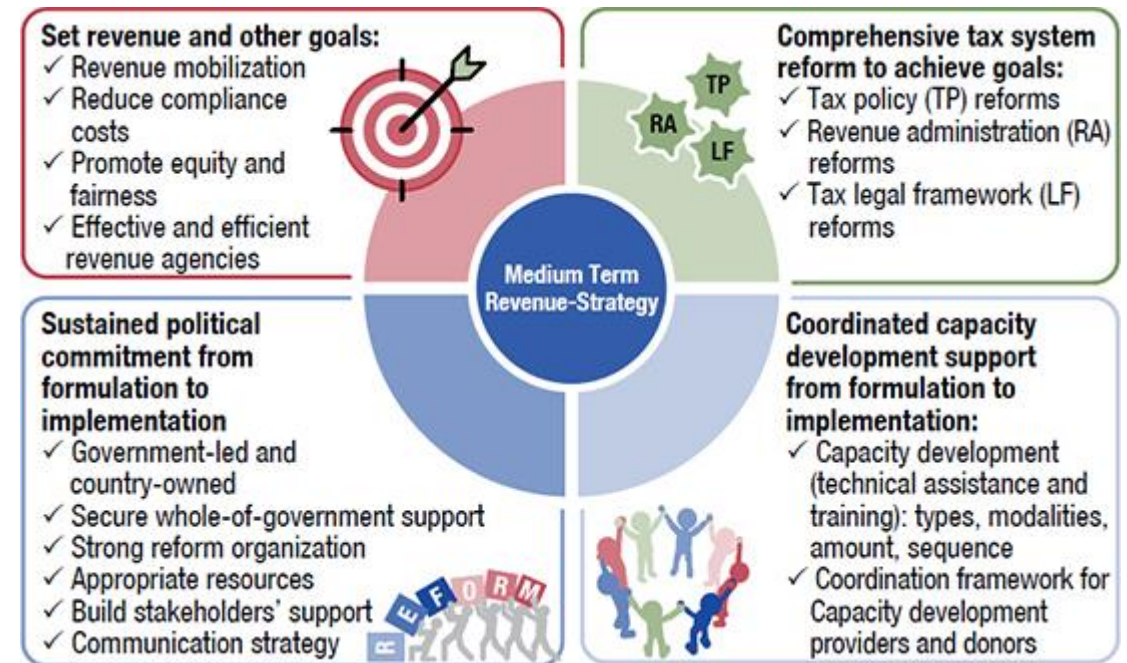 Set revenue and other goals:
✓ Revenue mobilization
✓ Reduce compliance
costs
✓ Promote equity and
fairness
✓ Effective and efficient
revenue agencies
TP
RA
LF
Comprehensive tax system
reform to achieve goals:
✓ Tax policy (TP) reforms
✓ Revenue administration (RA)
reforms
✓ Tax legal framework (LF)
reforms
Medium Term
Revenue-Strategy
Sustained political
commitment from
formulation to
implementation
✓ Government-led and
country-owned
✓ Secure whole-of-government support
✓ Strong reform organization
✓ Appropriate resources
✓ Build stakeholders’ support
✓ Communication strategy
REFORM
Coordinated capacity
development support
from formulation to
implementation:
✓ Capacity development
(technical assistance and
training): types, modalities,
amount, sequence
✓ Coordination framework for
Capacity development
providers and donors